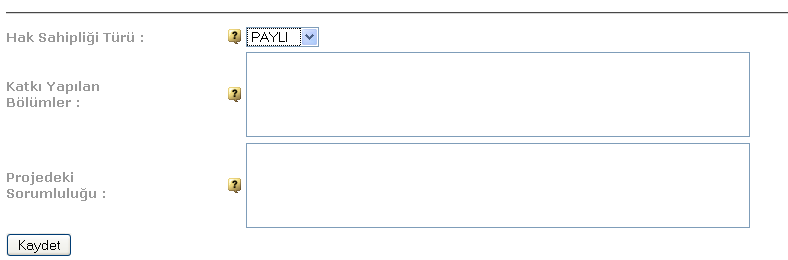 Hak Sahipliği Türü : ? PAYLI
Katkı Yapılan
Bölümler : ?
Projedeki
Sorumluluğu : ?
Kaydet